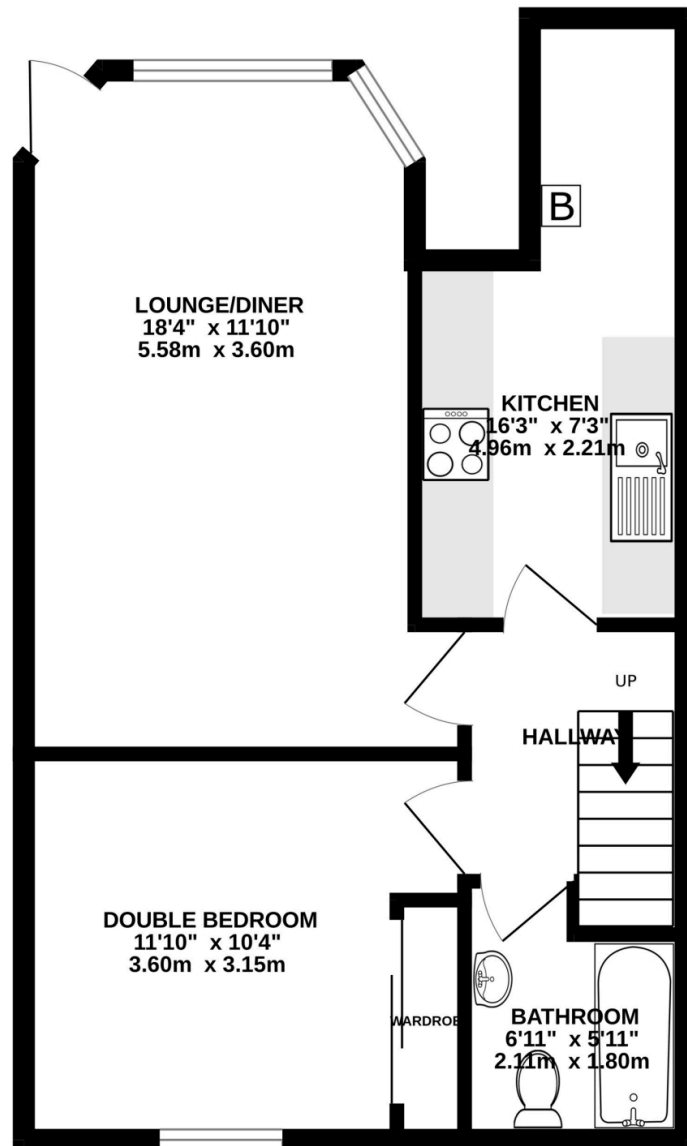 B
LOUNGE/DINER
18'4" x 11'10"
5.58m x 3.60m
KITCHEN
16'3" x 7'3"
4.96m x 2.21m
UP
HALLWAY
DOUBLE BEDROOM
11'10" x 10'4"
3.60m x 3.15m
WARDROBE
BATHROOM
6'11" x 5'11"
2.11m x 1.80m